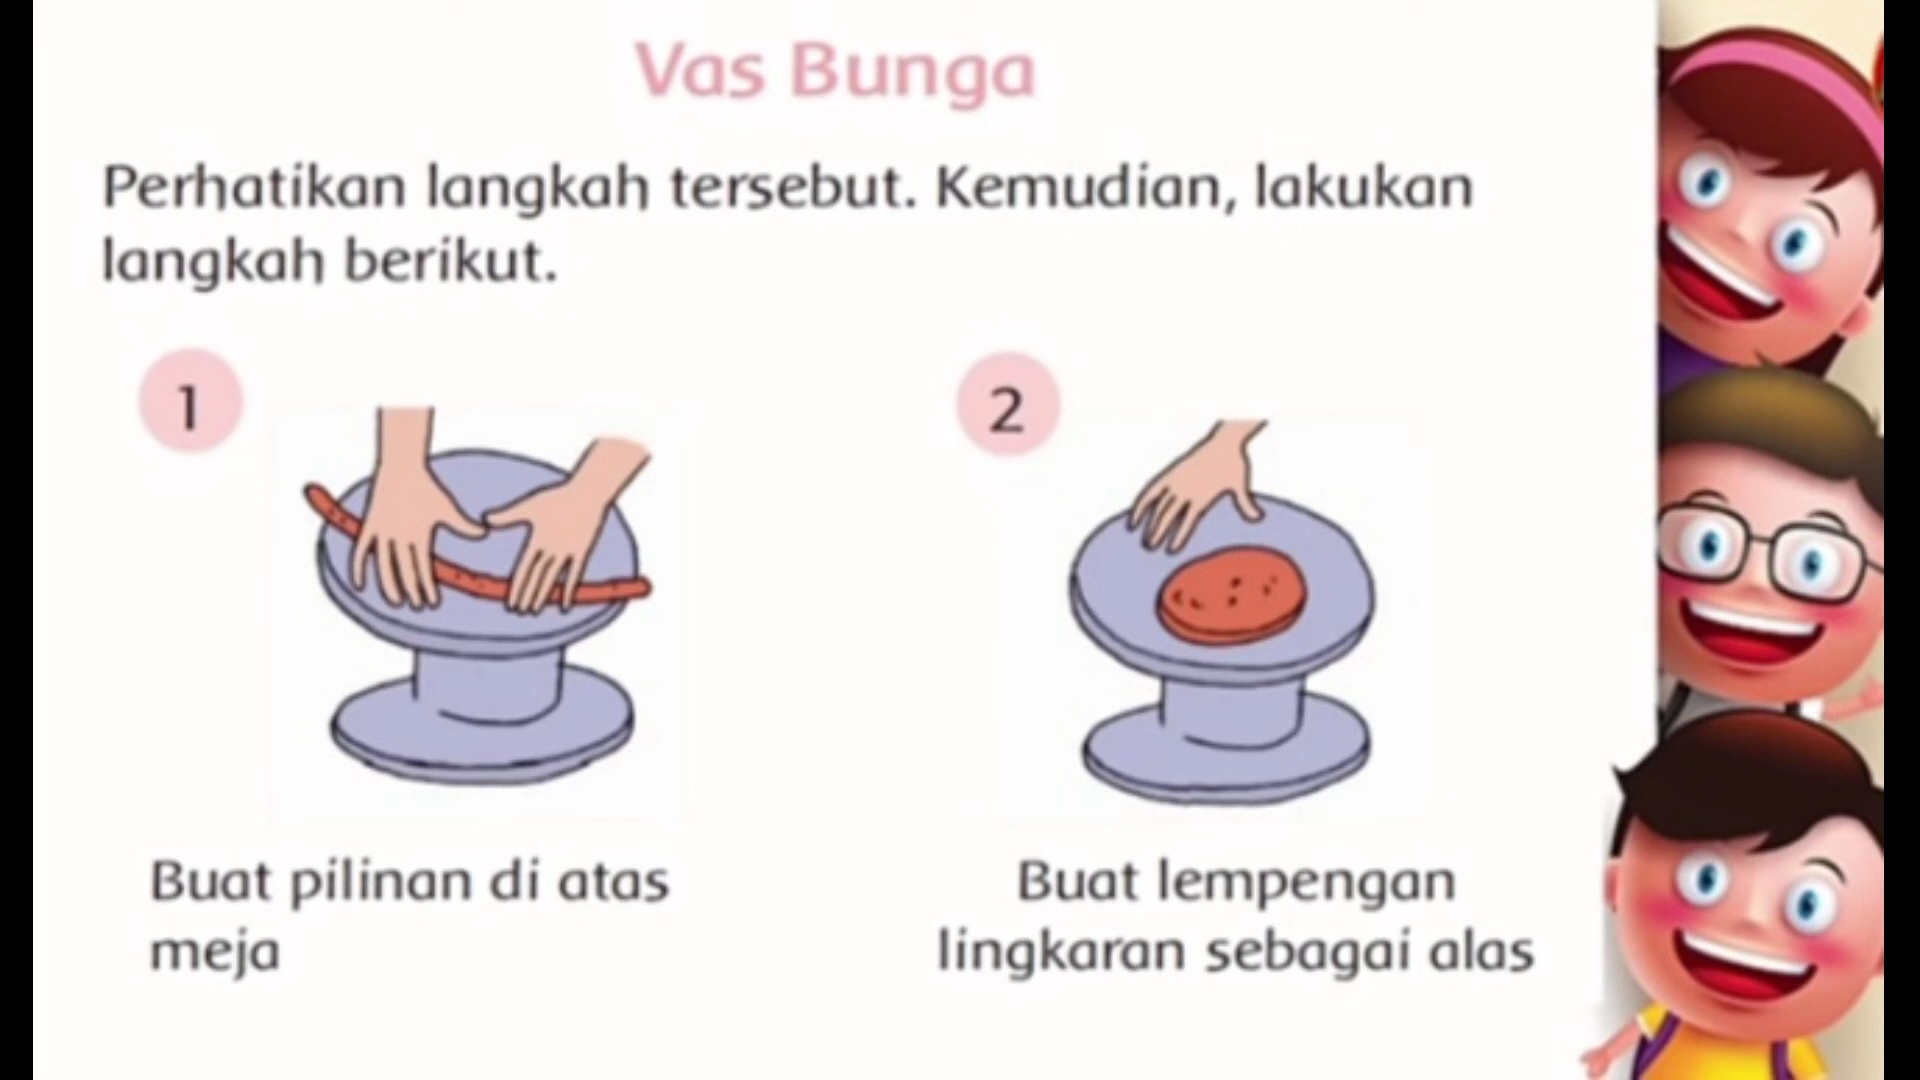 Vas Bunga
Perhatikan langkah tersebut. Kemudian, lakukan
langkah berikut.
1
2
Buat pilinan di atas
meja
Buat lempengan
lingkaran sebagai alas